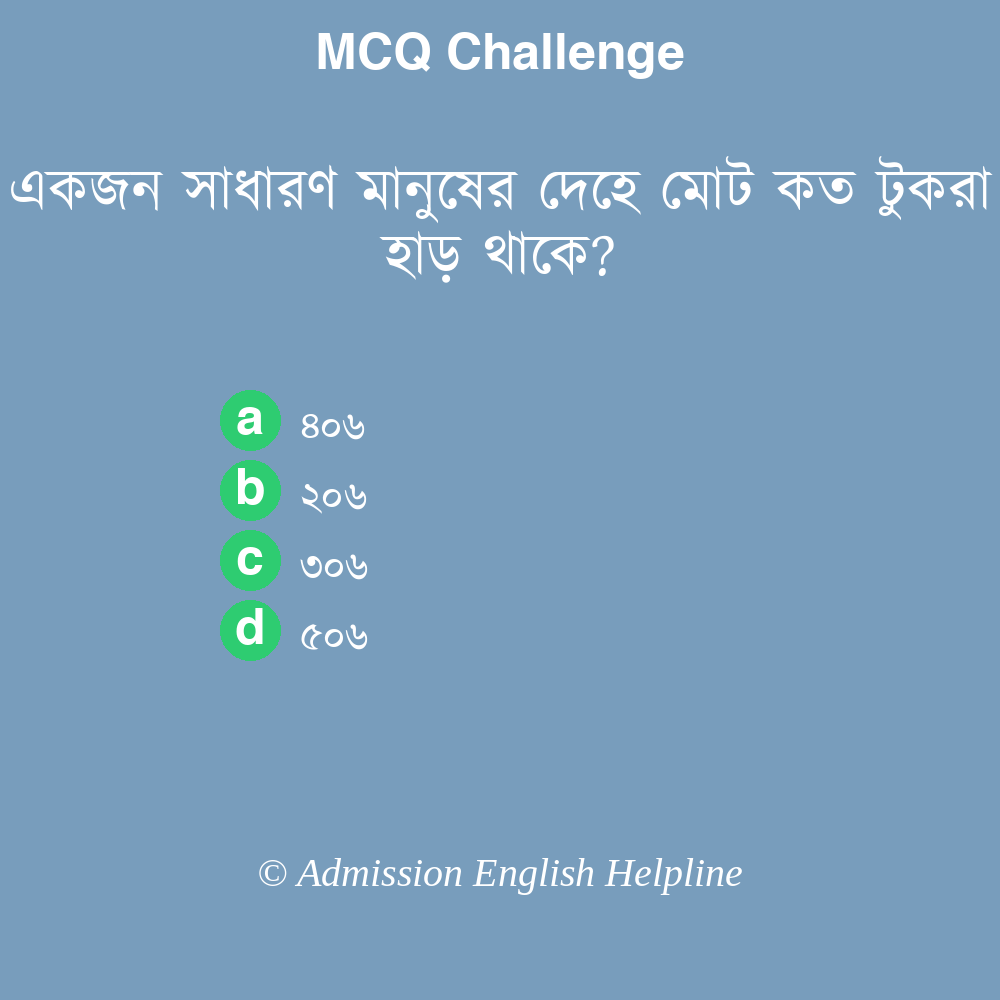 MCQ Challenge
একজন সাধারণ মানুষের দেহে মোট কত টুকরা
হাড় থাকে?
a ৪০৬
b ২০৬
c ৩০৬
d ৫০৬
© Admission English Helpline